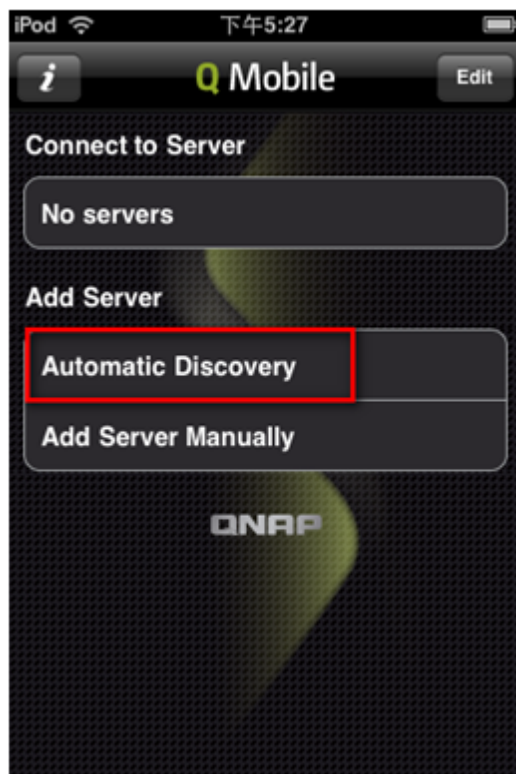 iPod 下午5:27
i Q Mobile Edit
Connect to Server
No servers
Add Server
Automatic Discovery
Add Server Manually
QNAP